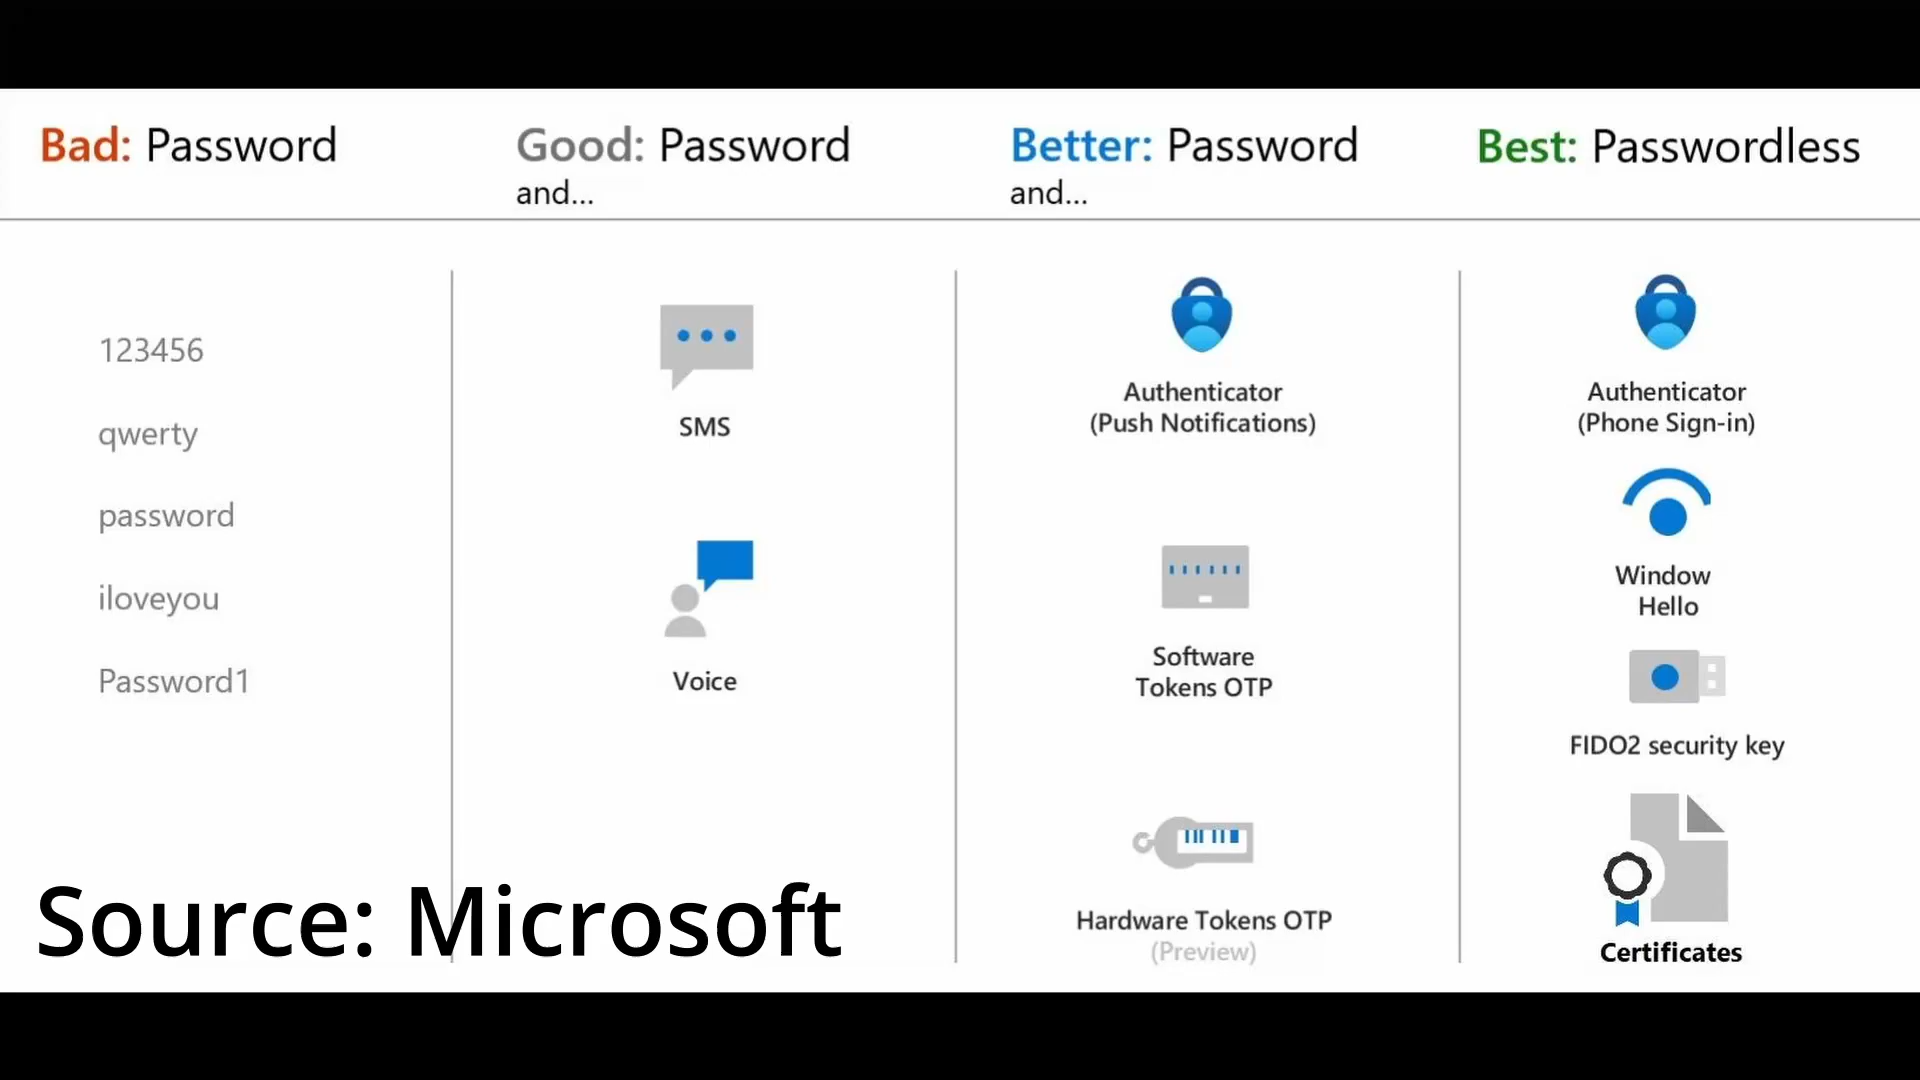 Bad: Password
Good: Password
and...
Better: Password
and...
Best: Passwordless
123456
qwerty
password
iloveyou
Password1
SMS
Voice
Authenticator
(Push Notifications)
Software
Tokens OTP
Hardware Tokens OTP
(Preview)
Authenticator
(Phone Sign-in)
Window
Hello
FIDO2 security key
Certificates
Source: Microsoft